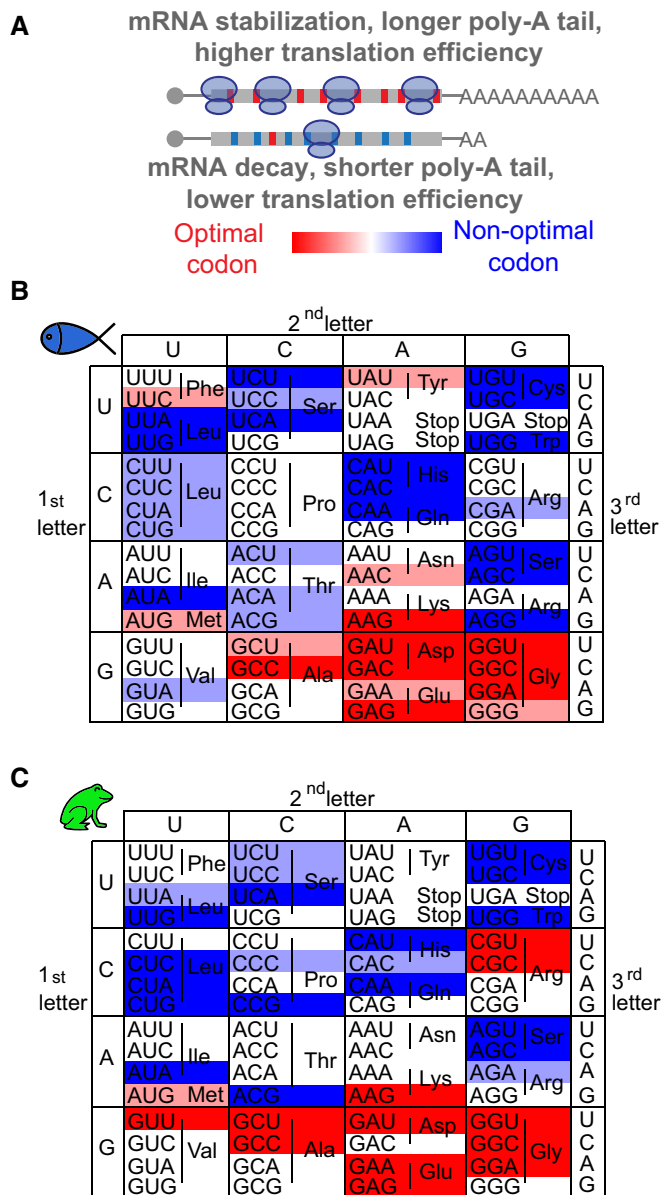 A
mRNA stabilization, longer poly-A tail,
higher translation efficiency
AAAAAAAAAA
AA
mRNA decay, shorter poly-A tail,
lower translation efficiency
Optimal codon
Non-optimal codon
B
2nd letter
U C A G
1st letter
3rd letter
U
UUU UCU UAU UGU U
Phe Tyr Cys
UUC UCC UAC UGC C
Ser
UUA UCA UAA Stop UGA Stop A
Leu
UUG UCG UAG Stop UGG Trp G
C
CUU CCU CAU CGU U
His
CUC CCC CAC CGC C
Leu Pro Arg
CUA CCA CAA CGA A
Gln
CUG CCG CAG CGG G
A
AUU ACU AAU AGU U
Asn Ser
AUC ACC AAC AGC C
Ile Thr
AUA ACA AAA AGA A
Lys Arg
AUG Met ACG AAG AGG G
G
GUU GCU GAU GGU U
Asp
GUC GCC GAC GGC C
Val Ala Gly
GUA GCA GAA GGA A
Glu
GUG GCG GAG GGG G
C
2nd letter
U C A G
1st letter
3rd letter
U
UUU UCU UAU UGU U
Phe Tyr Cys
UUC UCC UAC UGC C
Ser
UUA UCA UAA Stop UGA Stop A
Leu
UUG UCG UAG Stop UGG Trp G
C
CUU CCU CAU CGU U
His
CUC CCC CAC CGC C
Leu Pro Arg
CUA CCA CAA CGA A
Gln
CUG CCG CAG CGG G
A
AUU ACU AAU AGU U
Asn Ser
AUC ACC AAC AGC C
Ile Thr
AUA ACA AAA AGA A
Lys Arg
AUG Met ACG AAG AGG G
G
GUU GCU GAU GGU U
Asp
GUC GCC GAC GGC C
Val Ala Gly
GUA GCA GAA GGA A
Glu
GUG GCG GAG GGG G